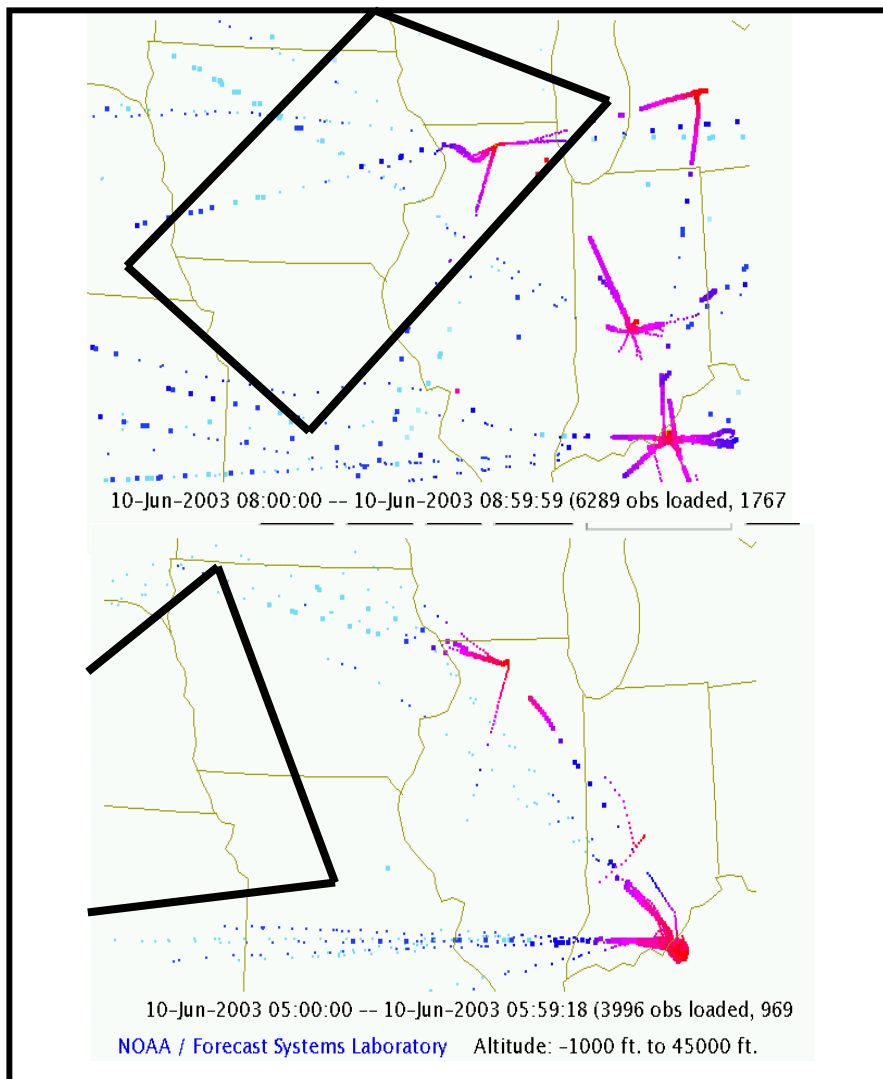 10-Jun-2003 08:00:00 -- 10-Jun-2003 08:59:59 (6289 obs loaded, 1767
10-Jun-2003 05:00:00 -- 10-Jun-2003 05:59:18 (3996 obs loaded, 969
NOAA / Forecast Systems Laboratory Altitude: -1000 ft. to 45000 ft.